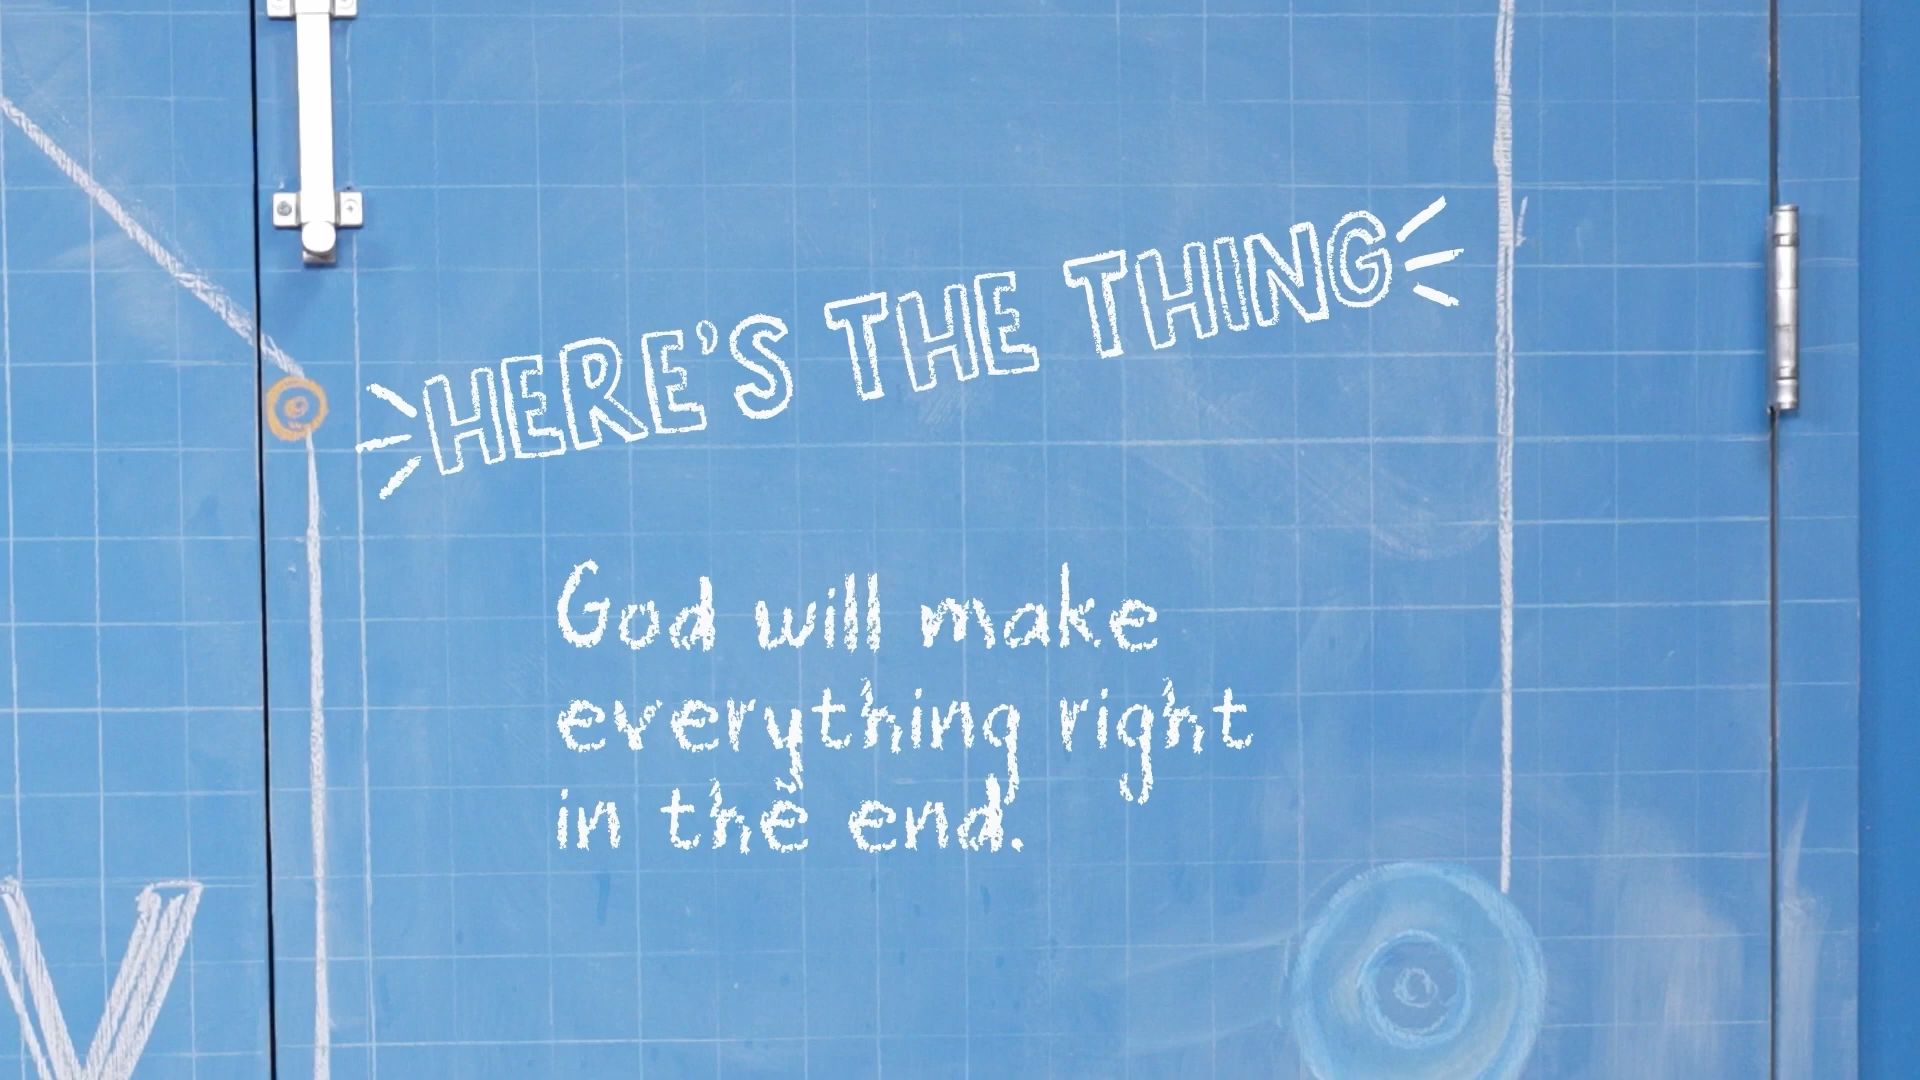 HERE'S THE THING
God will make
everything right
in the end.
V